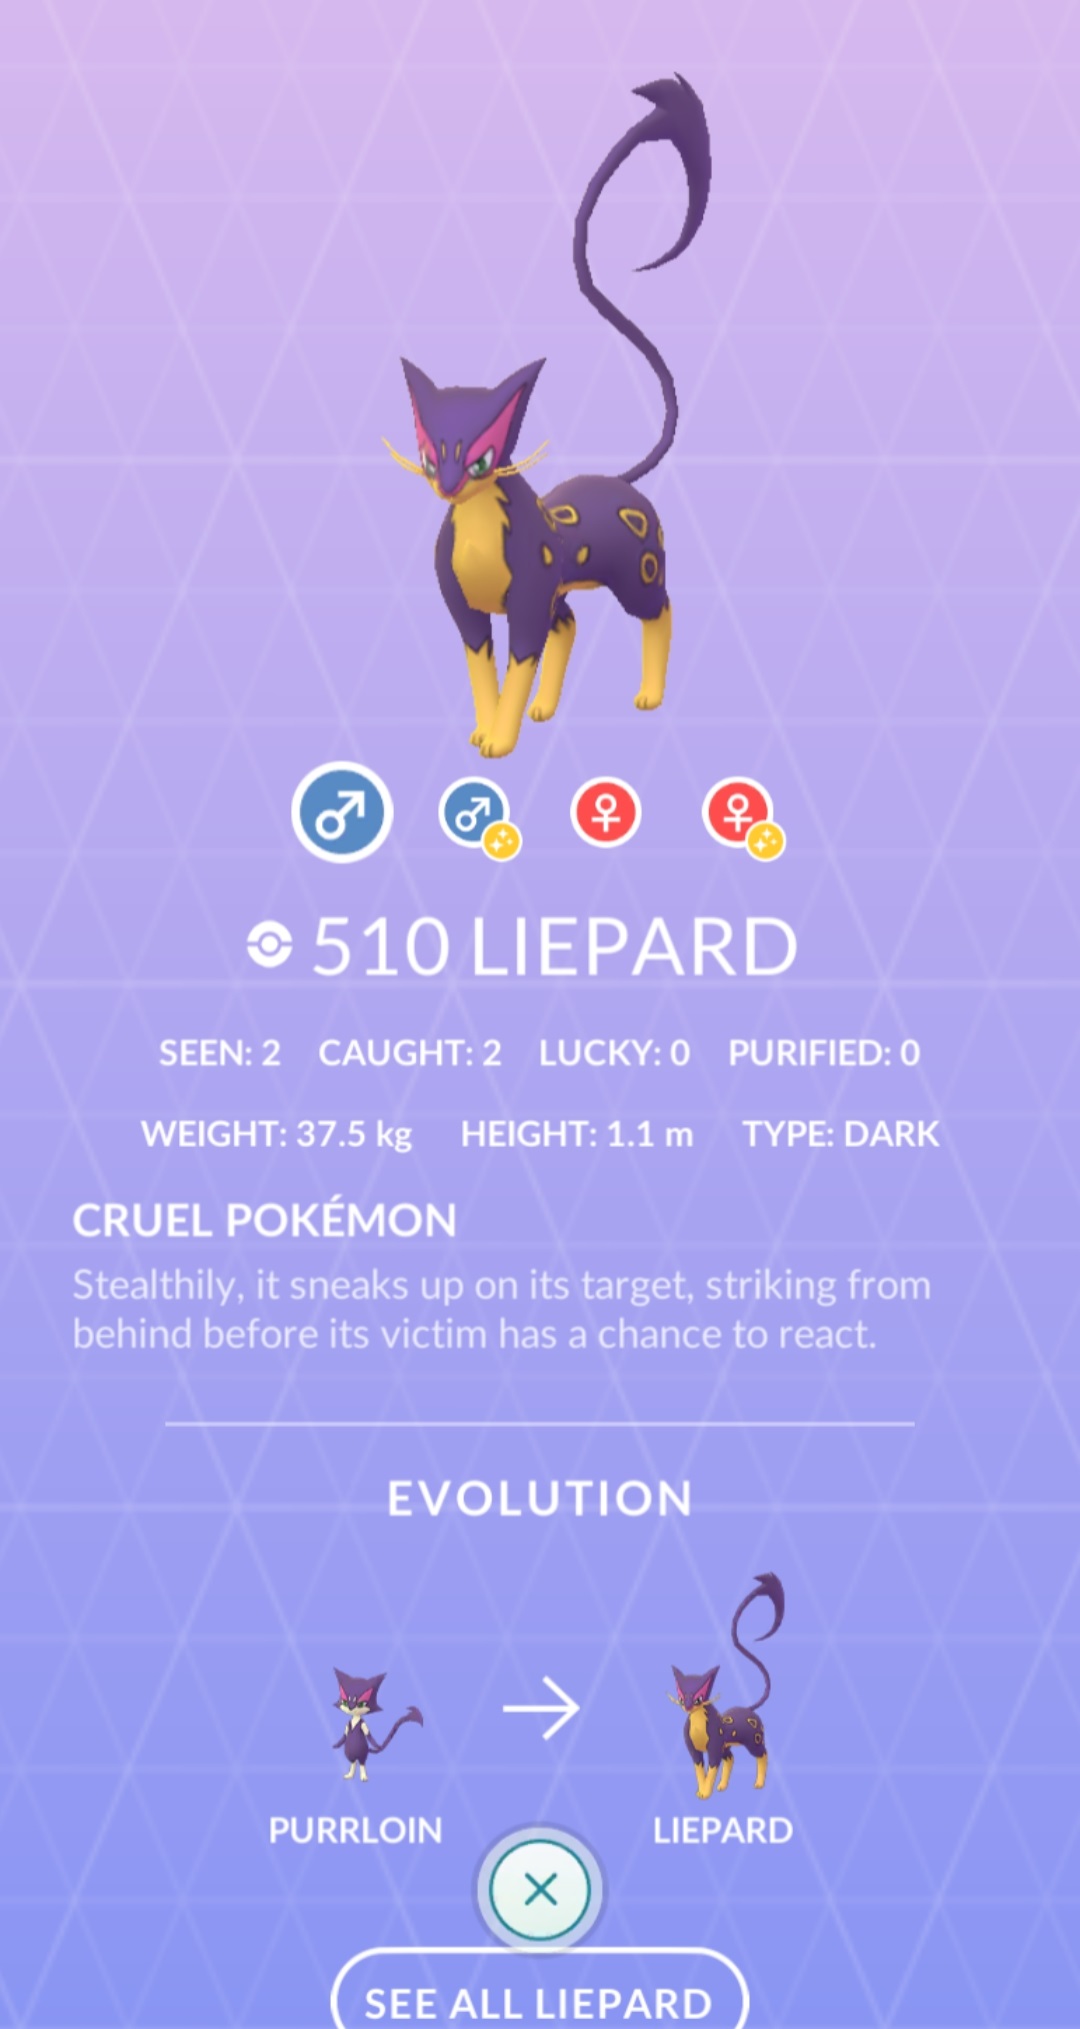 510 LIEPARD
SEEN: 2 CAUGHT: 2 LUCKY: 0 PURIFIED: 0
WEIGHT: 37.5 kg HEIGHT: 1.1 m TYPE: DARK
CRUEL POKÉMON
Stealthily, it sneaks up on its target, striking from
behind before its victim has a chance to react.
EVOLUTION
PURRLOIN LIEPARD
SEE ALL LIEPARD